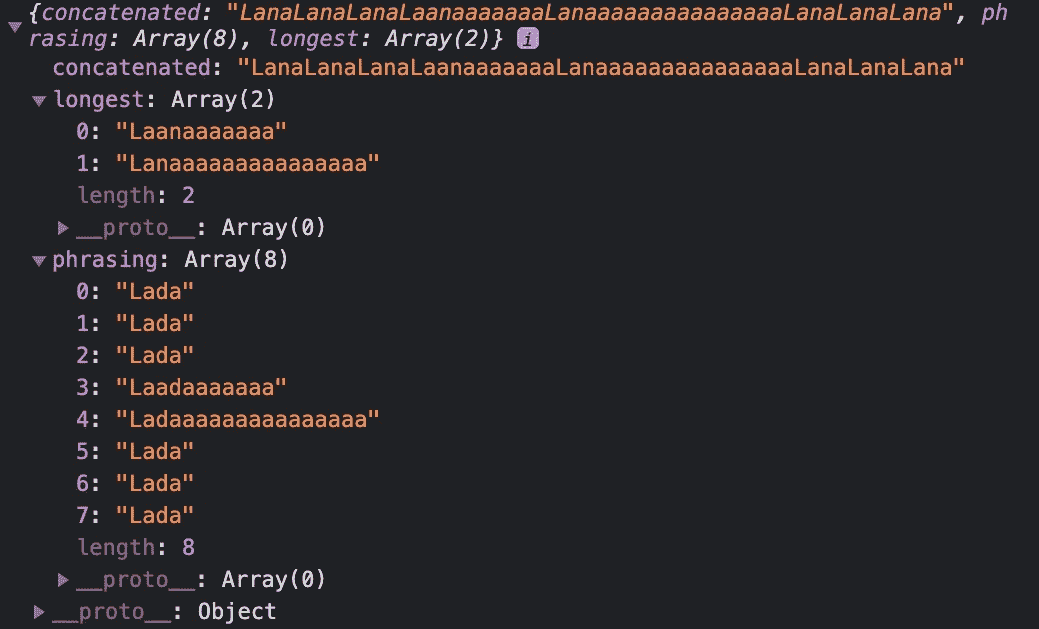 {concatenated: "LanaLanaLanaLaanaaaaaaaLanaaaaaaaaaaaaaaaLanaLanaLana", ph
rasing: Array(8), longest: Array(2)} i
concatenated: "LanaLanaLanaLaanaaaaaaaLanaaaaaaaaaaaaaaaLanaLanaLana"
longest: Array(2)
0: "Laanaaaaaaa"
1: "Lanaaaaaaaaaaaaaaa"
length: 2
__proto__: Array(0)
phrasing: Array(8)
0: "Lada"
1: "Lada"
2: "Lada"
3: "Laadaaaaaaa"
4: "Ladaaaaaaaaaaaaaaa"
5: "Lada"
6: "Lada"
7: "Lada"
length: 8
__proto__: Array(0)
__proto__: Object